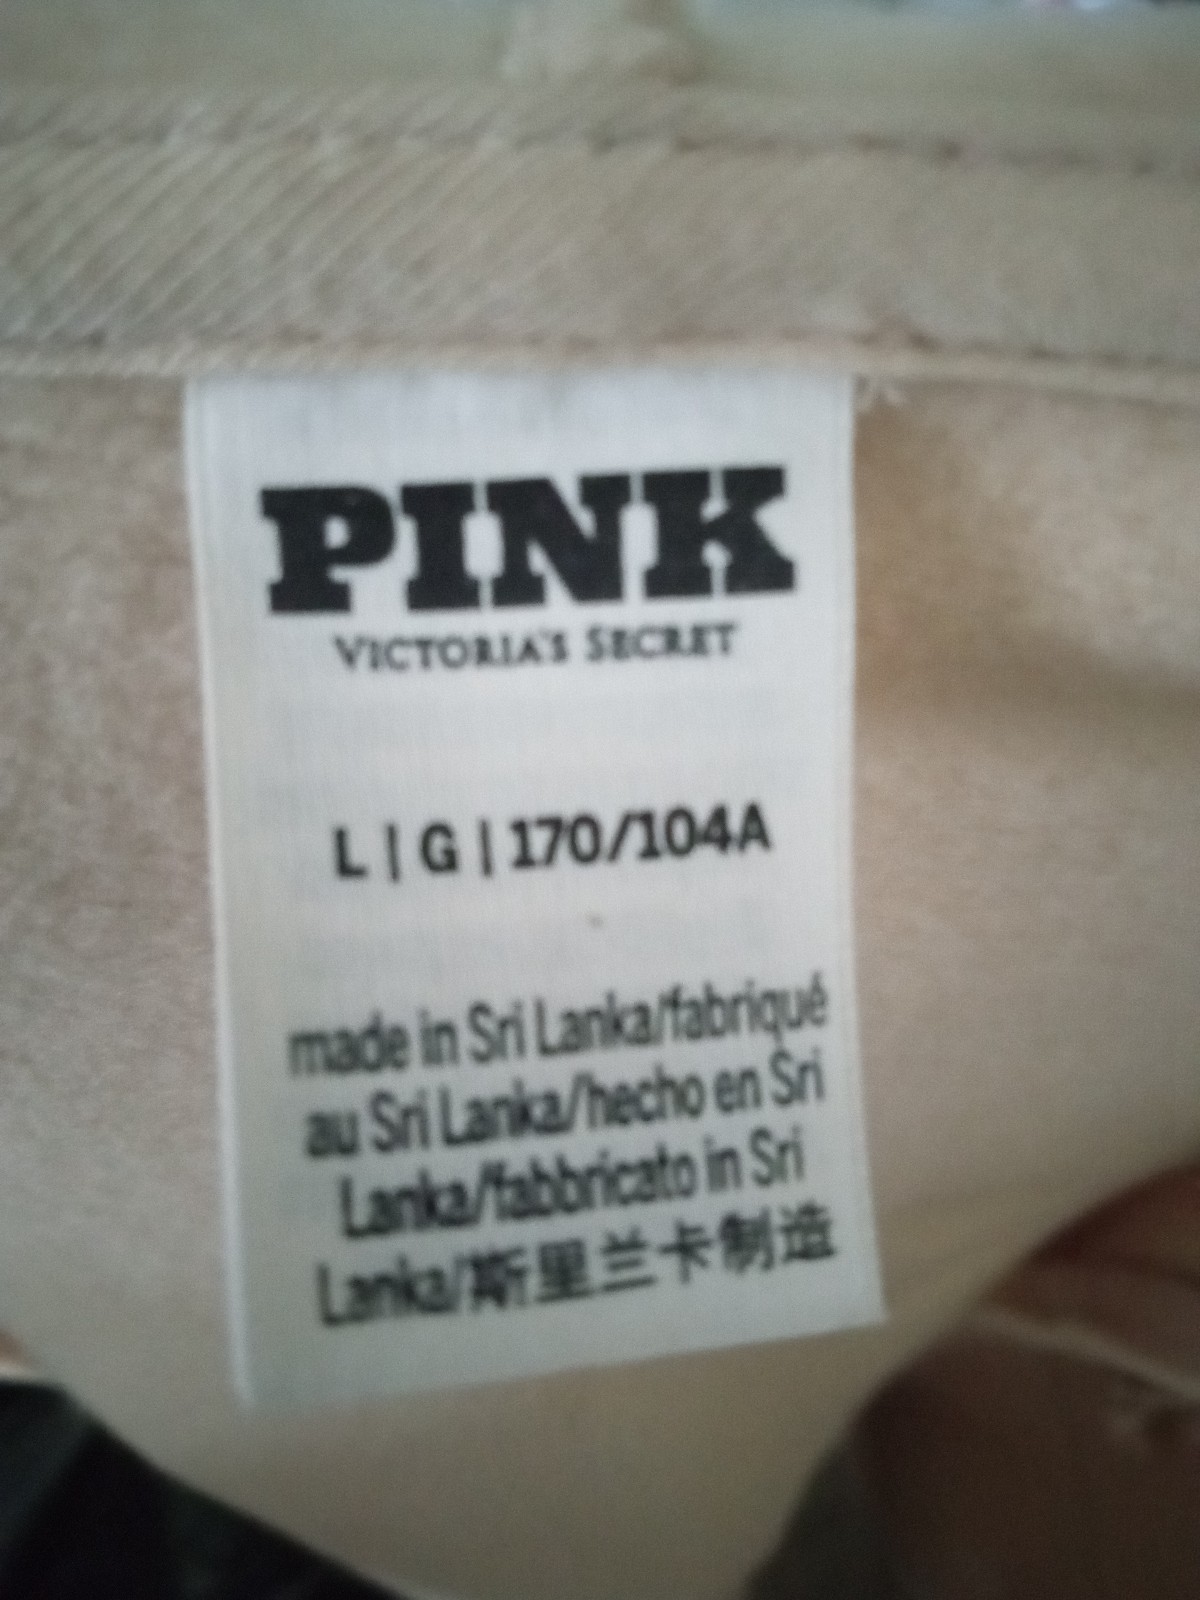 PINK
VICTORIA'S SECRET
L | G | 170/104A
made in Sri Lanka/fabriqué
au Sri Lanka/hecho en Sri
Lanka/fabbricato in Sri
Lanka/斯里兰卡制造